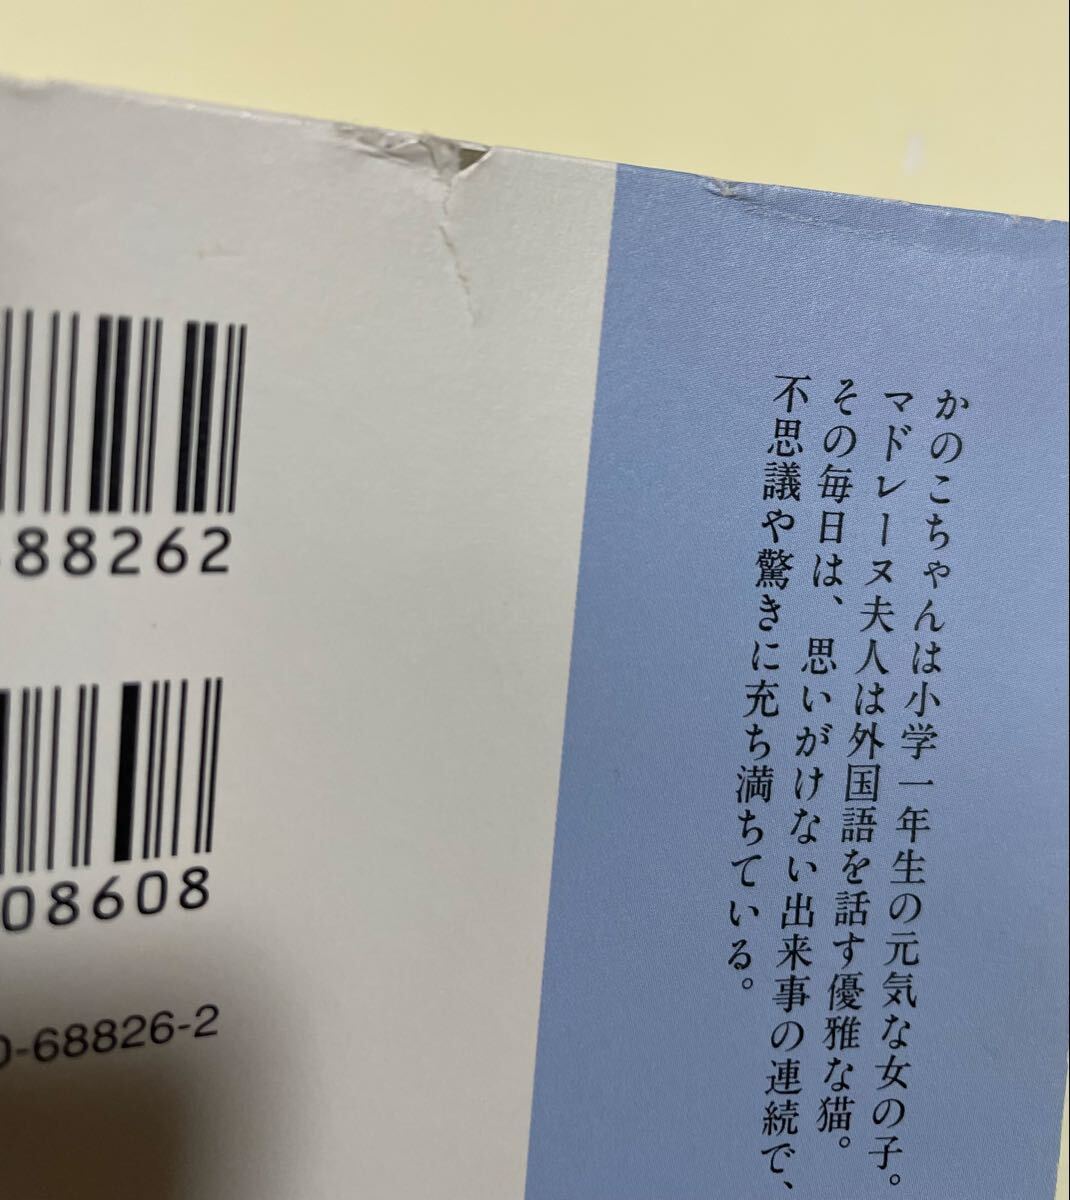 かのこちゃんは小学一年生の元気な女の子。
マドレーヌ夫人は外国語を話す優雅な猫。
その毎日は、思いがけない出来事の連続で、
不思議や驚きに充ち満ちている。
88262
08608
0-68826-2